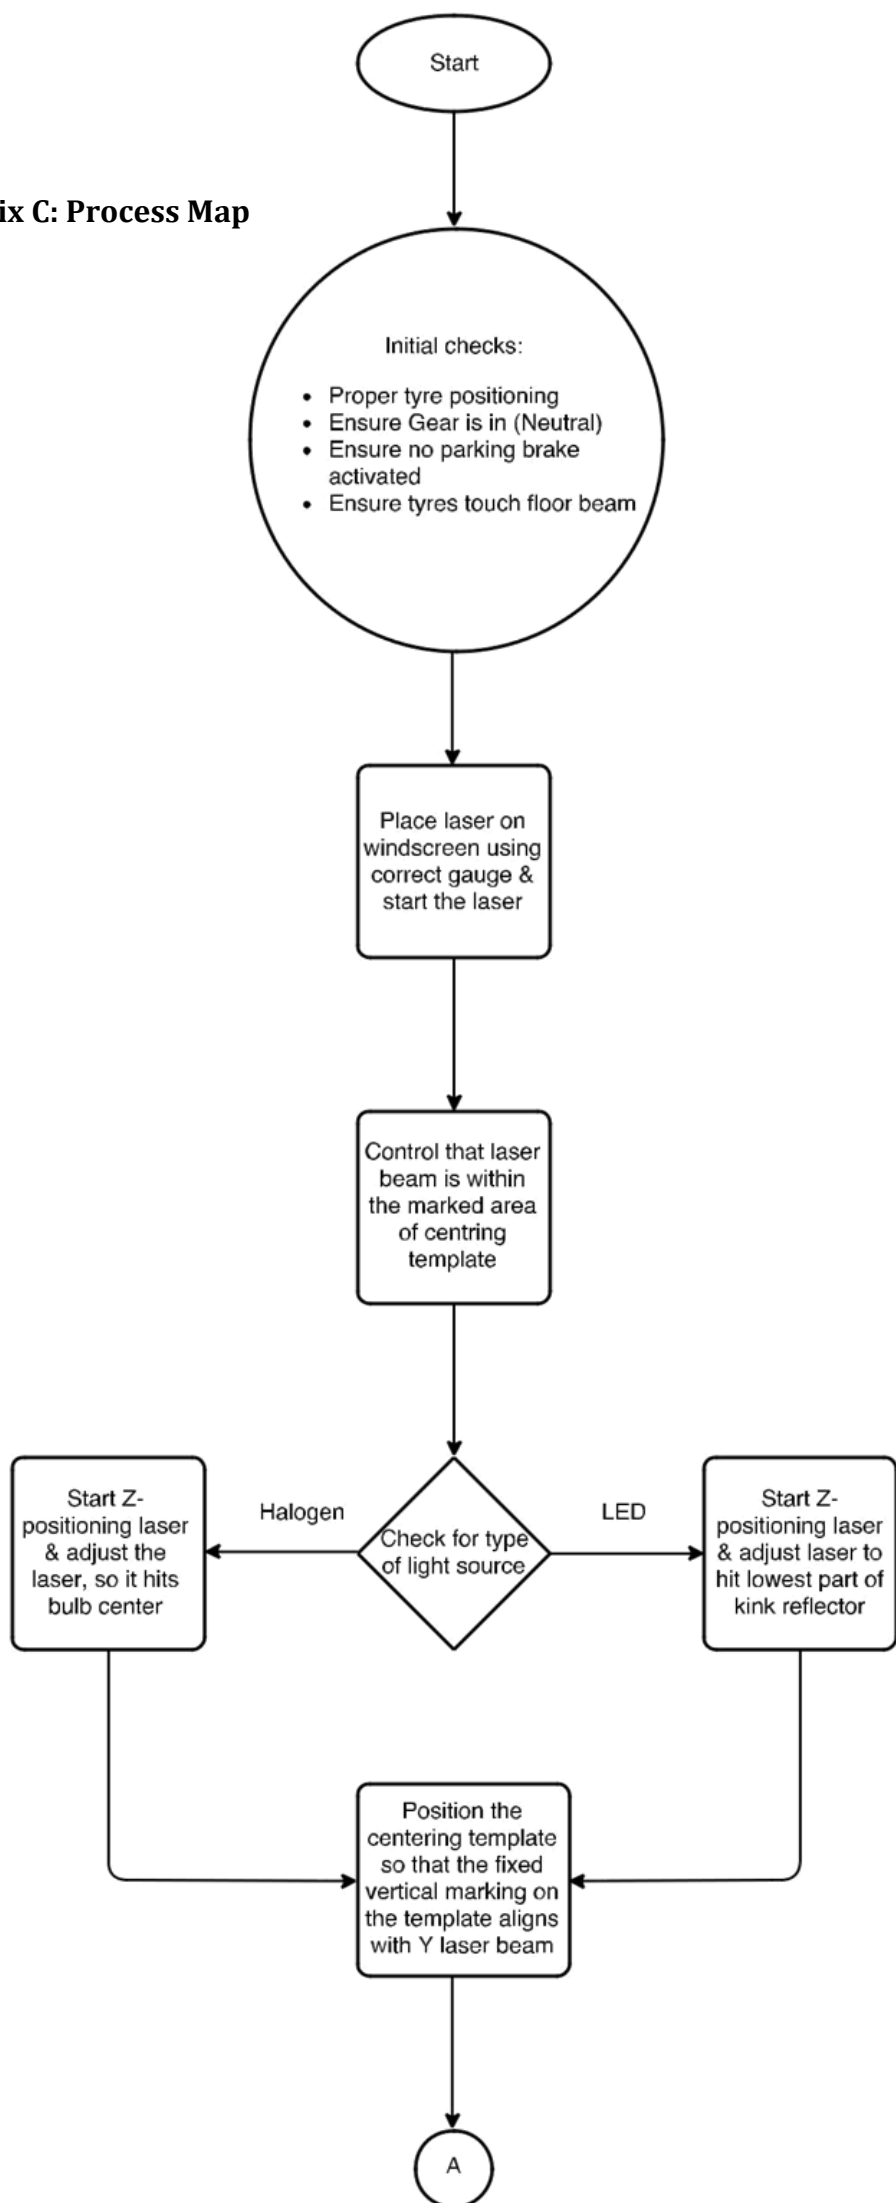 Start
ix C: Process Map
Initial checks:
• Proper tyre positioning
• Ensure Gear is in (Neutral)
• Ensure no parking brake
activated
• Ensure tyres touch floor beam
Place laser on
windscreen using
correct gauge &
start the laser
Control that laser
beam is within
the marked area
of centring
template
Check for type
of light source
Halogen
LED
Start Z-
positioning laser
& adjust the
laser, so it hits
bulb center
Start Z-
positioning laser
& adjust laser to
hit lowest part of
kink reflector
Position the
centering template
so that the fixed
vertical marking on
the template aligns
with Y laser beam
A